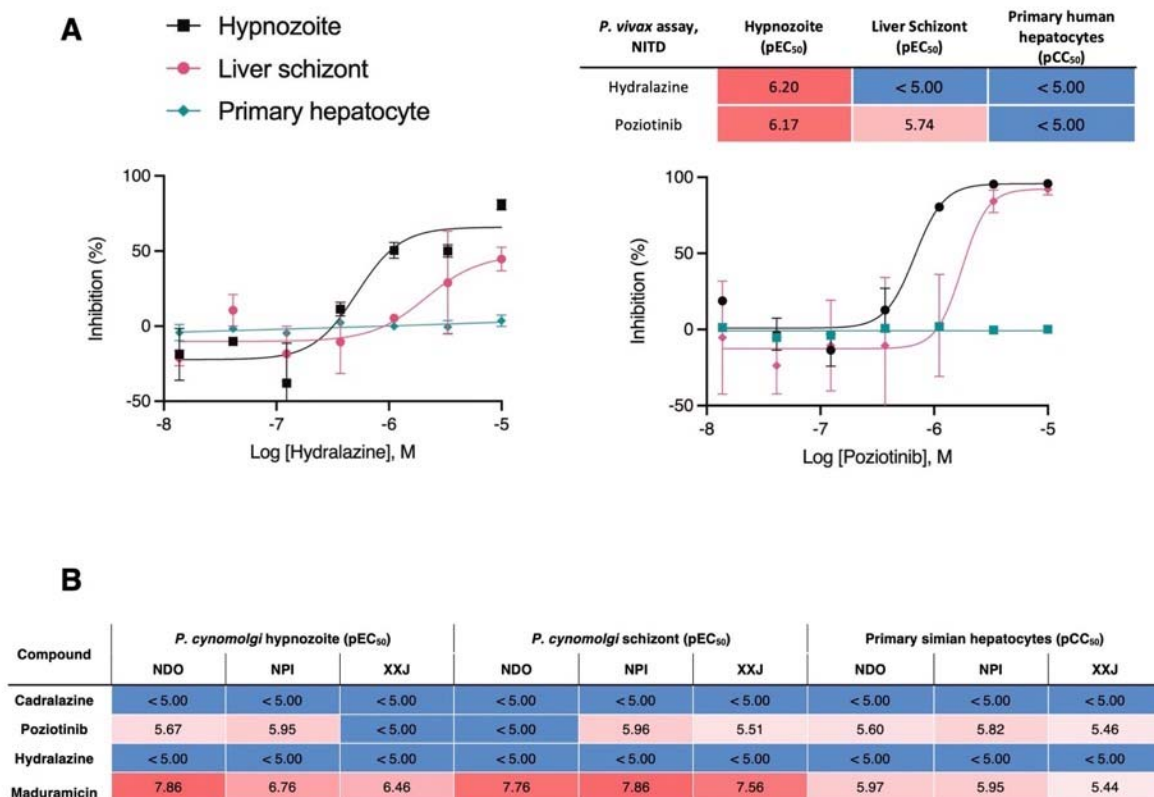 A
Hypnozoite
Liver schizont
Primary hepatocyte
P. vivax assay, NITD Hypnozoite (pEC50) Liver Schizont (pEC50) Primary human hepatocytes (pCC50)
Hydralazine 6.20 < 5.00 < 5.00
Poziotinib 6.17 5.74 < 5.00
100
50
0
-50
Inhibition (%)
-8 -7 -6 -5
Log [Hydralazine], M
100
50
0
-50
Inhibition (%)
-8 -7 -6 -5
Log [Poziotinib], M
B
Compound P. cynomolgi hypnozoite (pEC50) P. cynomolgi schizont (pEC50) Primary simian hepatocytes (pCC50)
NDO NPI XXJ NDO NPI XXJ NDO NPI XXJ
Cadralazine < 5.00 < 5.00 < 5.00 < 5.00 < 5.00 < 5.00 < 5.00 < 5.00 < 5.00
Poziotinib 5.67 5.95 < 5.00 < 5.00 5.96 5.51 5.60 5.82 5.46
Hydralazine < 5.00 < 5.00 < 5.00 < 5.00 < 5.00 < 5.00 < 5.00 < 5.00 < 5.00
Maduramicin 7.86 6.76 6.46 7.76 7.86 7.56 5.97 5.95 5.44